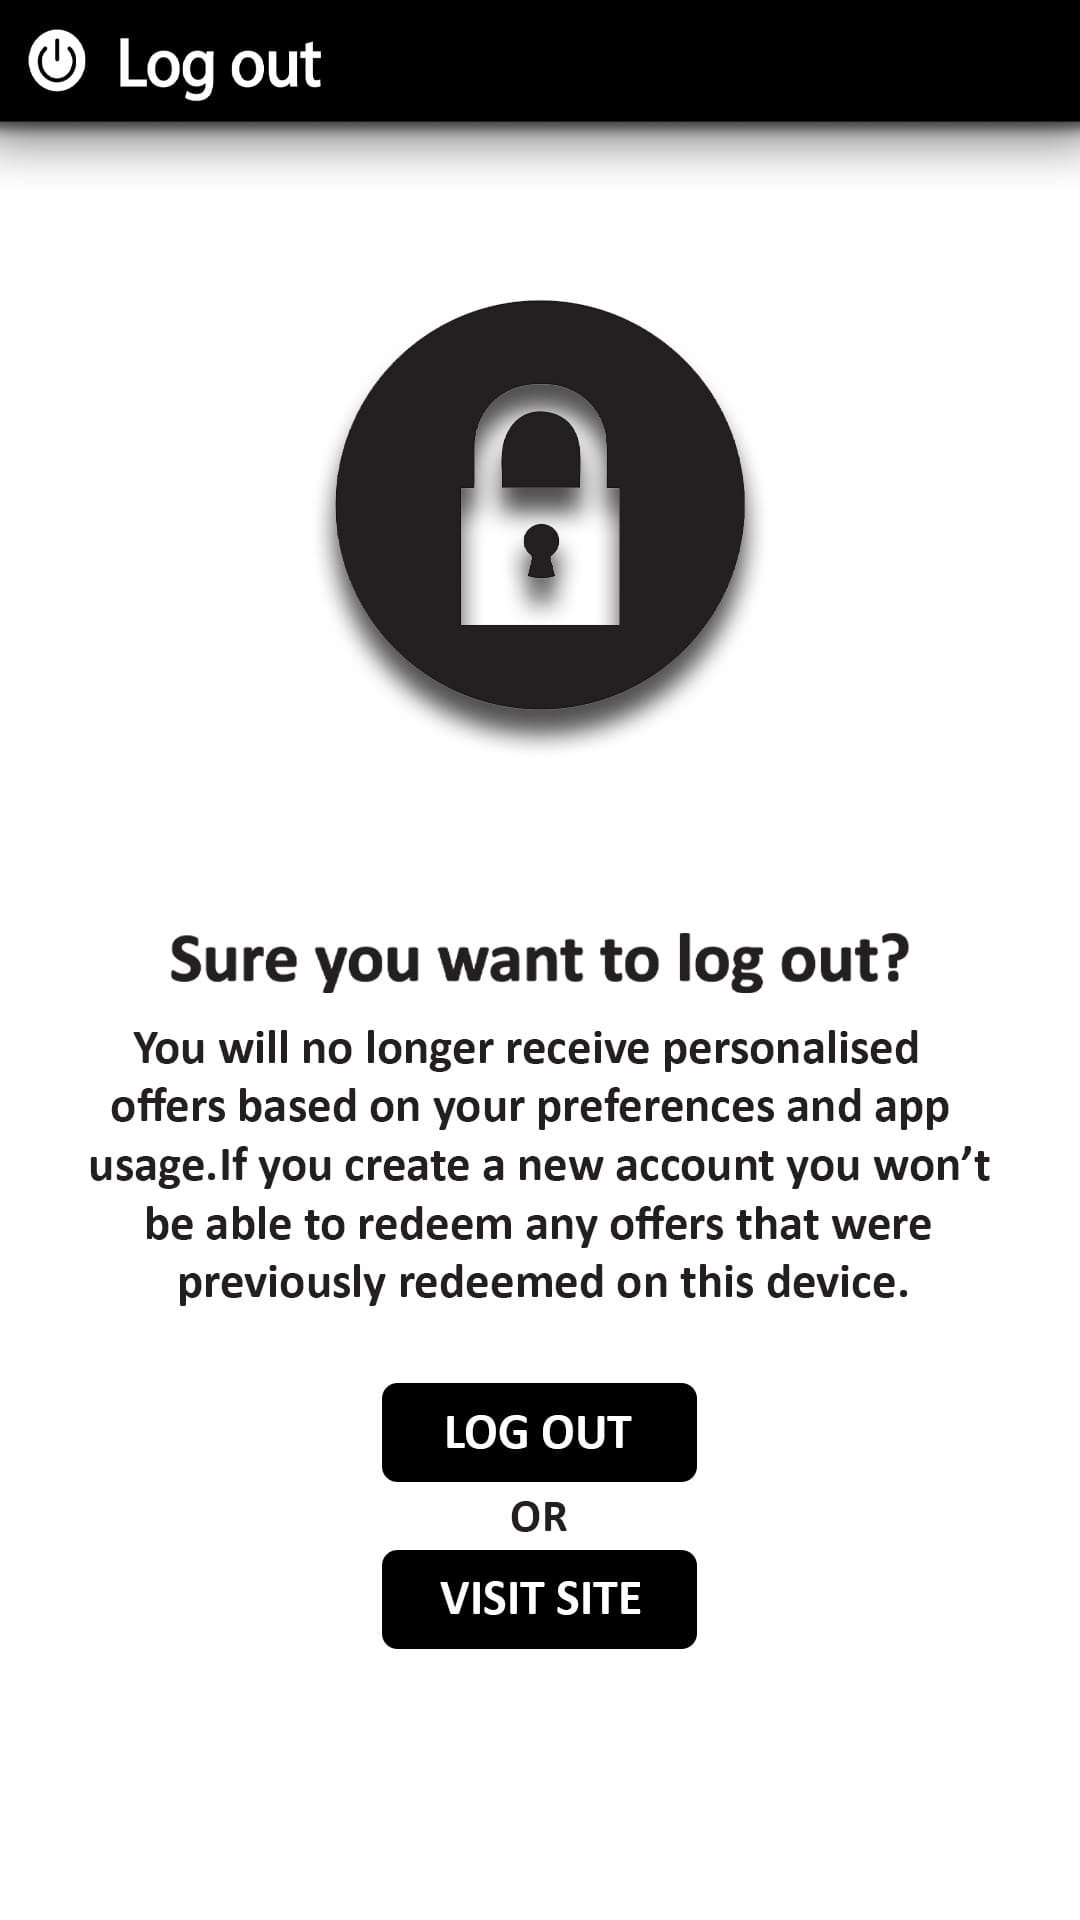 Log out
Sure you want to log out?
You will no longer receive personalised
offers based on your preferences and app
usage.If you create a new account you won’t
be able to redeem any offers that were
previously redeemed on this device.
LOG OUT
OR
VISIT SITE